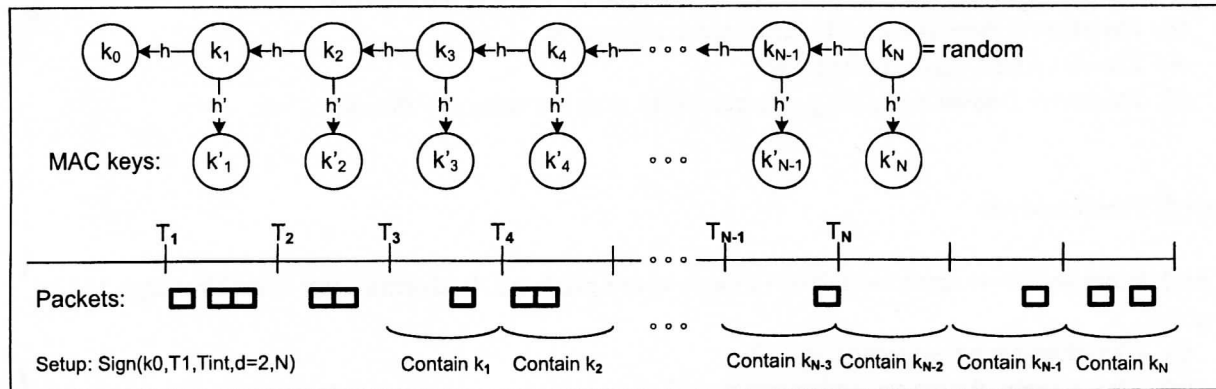 k0 h k1 h k2 h k3 h k4 h ∘∘∘ h kN-1 h kN = random
h' h' h' h' h' h'
MAC keys: k'1 k'2 k'3 k'4 ∘∘∘ k'N-1 k'N
T1 T2 T3 T4 ∘∘∘ TN-1 TN
Packets:
Setup: Sign(k0,T1,Tint,d=2,N) Contain k1 Contain k2 ∘∘∘ Contain kN-3 Contain kN-2 Contain kN-1 Contain kN